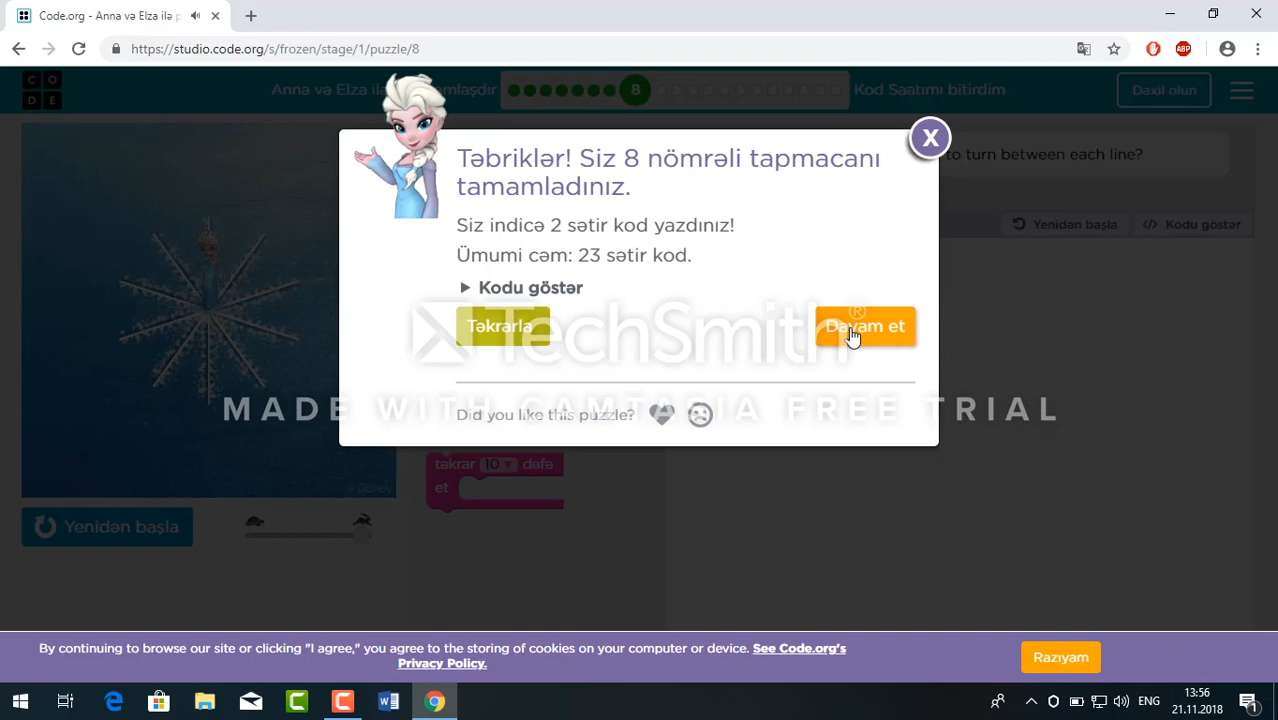 Code.org - Anna və Elza ilə p
https://studio.code.org/s/frozen/stage/1/puzzle/8
ABP
C O
D E
Anna və Elza ilə
8
Kod Saatımı bitirdim
Daxil olun
X
Təbriklər! Siz 8 nömrəli tapmacanı
tamamladınız.
to turn between each line?
Siz indicə 2 sətir kod yazdınız!
Yenidən başla
Kodu göstər
Ümumi cəm: 23 sətir kod.
Kodu göstər
Təkrarla
Davam et
TechSmith®
MADE WITH CAMTASIA FREE TRIAL
Did you like this puzzle?
təkrar 10 dəfə
et
© Disney
Yenidən başla
By continuing to browse our site or clicking "I agree," you agree to the storing of cookies on your computer or device. See Code.org's
Privacy Policy.
Razıyam
ENG
13:56
21.11.2018
1